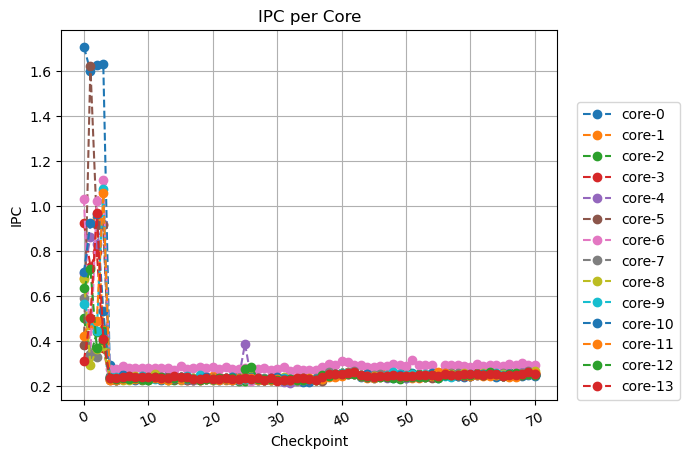 IPC per Core
IPC
1.6
1.4
1.2
1.0
0.8
0.6
0.4
0.2
0
10
20
30
40
50
60
70
Checkpoint
core-0
core-1
core-2
core-3
core-4
core-5
core-6
core-7
core-8
core-9
core-10
core-11
core-12
core-13